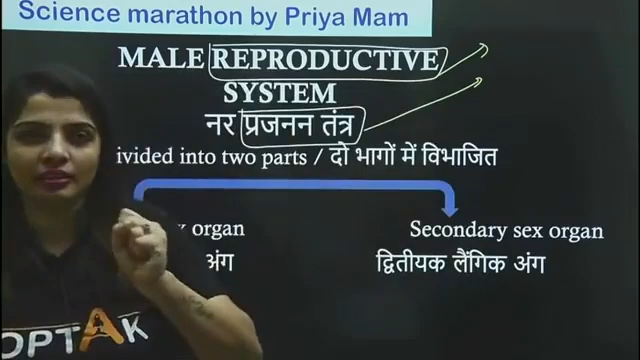 Science marathon by Priya Mam
MALE REPRODUCTIVE
SYSTEM
नर प्रजनन तंत्र
ivided into two parts / दो भागों में विभाजित
x organ
Secondary sex organ
अंग
द्वितीयक लैंगिक अंग
OPTAK